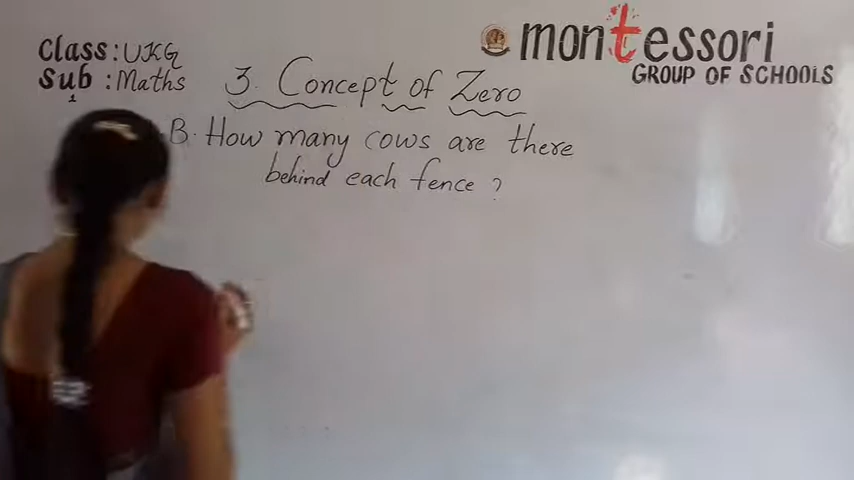 Class: UKG
Sub: Maths
montessori
GROUP OF SCHOOLS
3. Concept of Zero
B. How many cows are there
behind each fence?